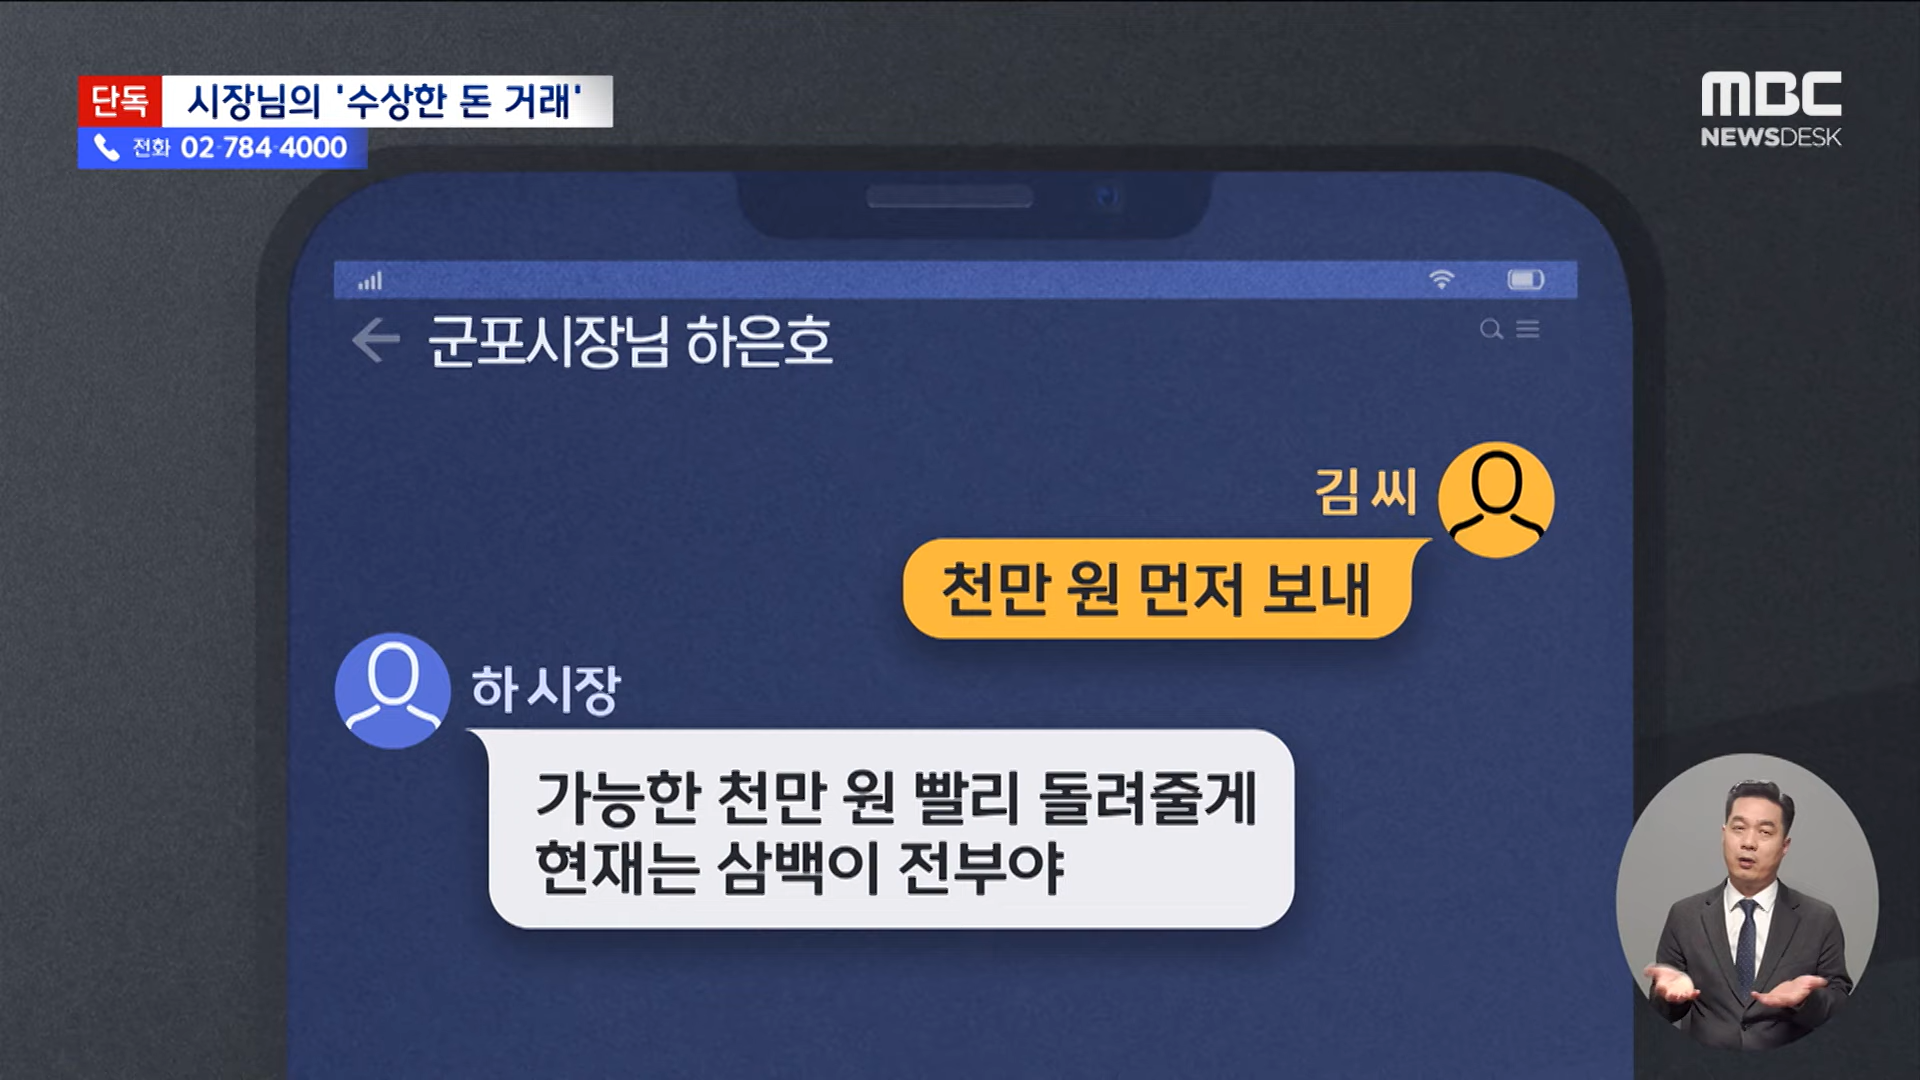 단독 시장님의 '수상한 돈 거래'
전화 02-784-4000
MBC
NEWSDESK
군포시장님 하은호
김 씨
천만 원 먼저 보내
하 시장
가능한 천만 원 빨리 돌려줄게
현재는 삼백이 전부야